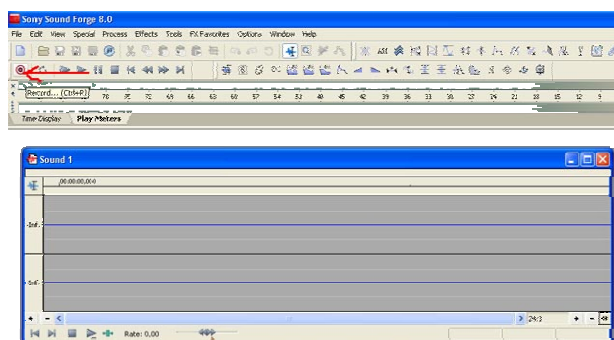 Sony Sound Forge 8.0
File Edit View Special Process Effects Tools FX Favorites Options Window Help
Record... (Ctrl+R) 78 75 72 69 66 63 60 57 54 51 48 45 42 39 36 33 30 27 24 21 18 15 12 9
Time Display Play Meters
Sound 1
00:00:00,000
-Inf.
-Inf.
24:3
Rate: 0,00